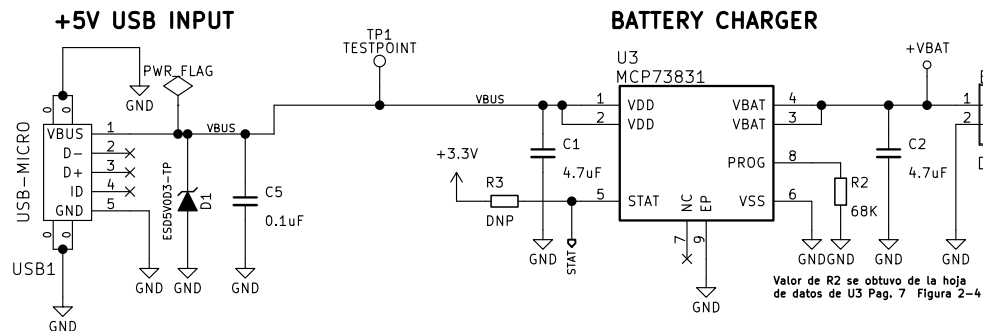 +5V USB INPUT
BATTERY CHARGER
TP1
TESTPOINT
U3
MCP73831
+VBAT
PWR_FLAG
GND
USB-MICRO
0
0
VBUS 1
D- 2
D+ 3
ID 4
GND 5
0
0
USB1
VBUS
ESD5V0D3-TP
D1
C5
0.1uF
GND
GND
GND
GND
VBUS
1 VDD
2 VDD
5 STAT
VBAT 4
VBAT 3
PROG 8
VSS 6
NC
EP
7
9
C1
4.7uF
+3.3V
R3
DNP
STAT
GND
GND
R2
68K
C2
4.7uF
GND
GND
GND
GND
1
2
Valor de R2 se obtuvo de la hoja
de datos de U3 Pag. 7 Figura 2-4